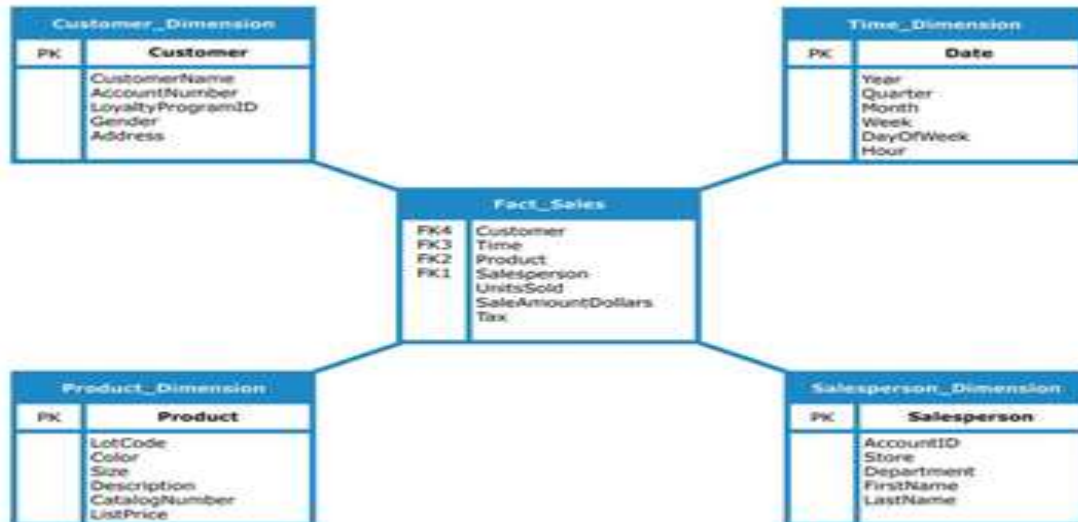 Customer_Dimension
PK Customer
CustomerName
AccountNumber
LoyaltyProgramID
Gender
Address
Time_Dimension
PK Date
Year
Quarter
Month
Week
DayOfWeek
Hour
Fact_Sales
FK4 Customer
FK3 Time
FK2 Product
FK1 Salesperson
UnitsSold
SaleAmountDollars
Tax
Product_Dimension
PK Product
LotCode
Color
Size
Description
CatalogNumber
ListPrice
Salesperson_Dimension
PK Salesperson
AccountID
Store
Department
FirstName
LastName